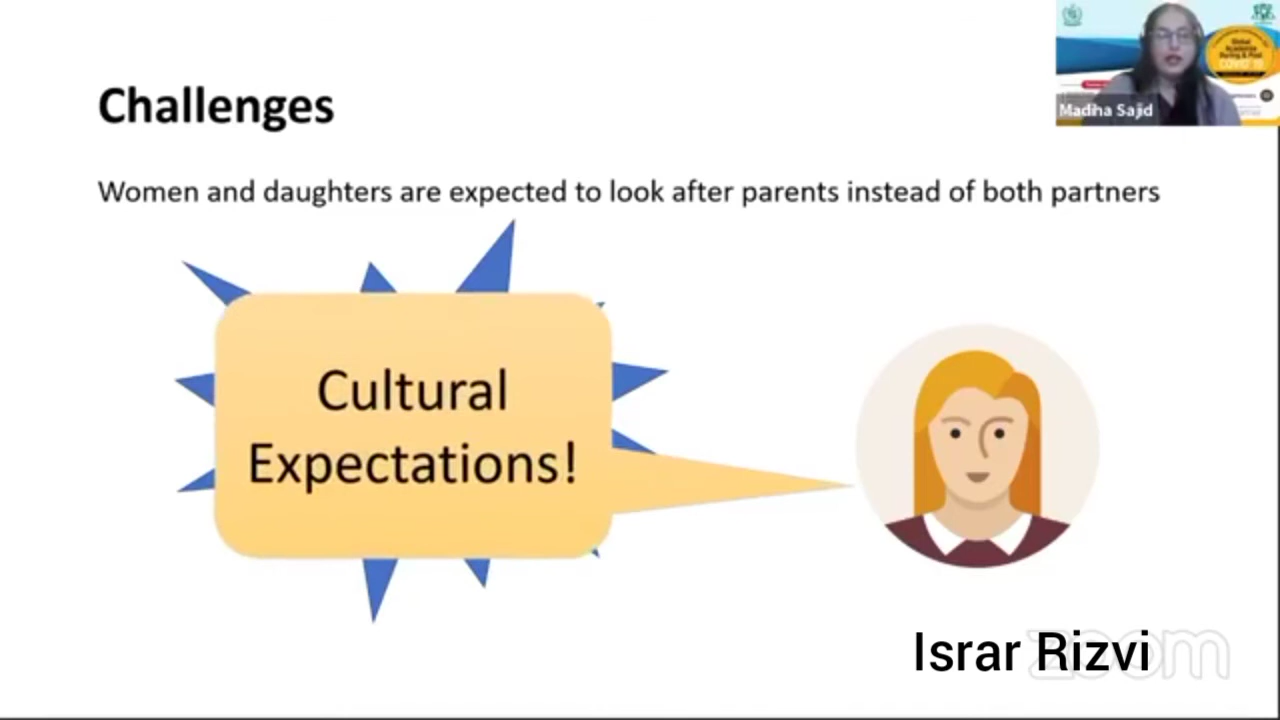 Challenges
Madiha Sajid
Women and daughters are expected to look after parents instead of both partners
Cultural
Expectations!
Israr Rizvi
zoom